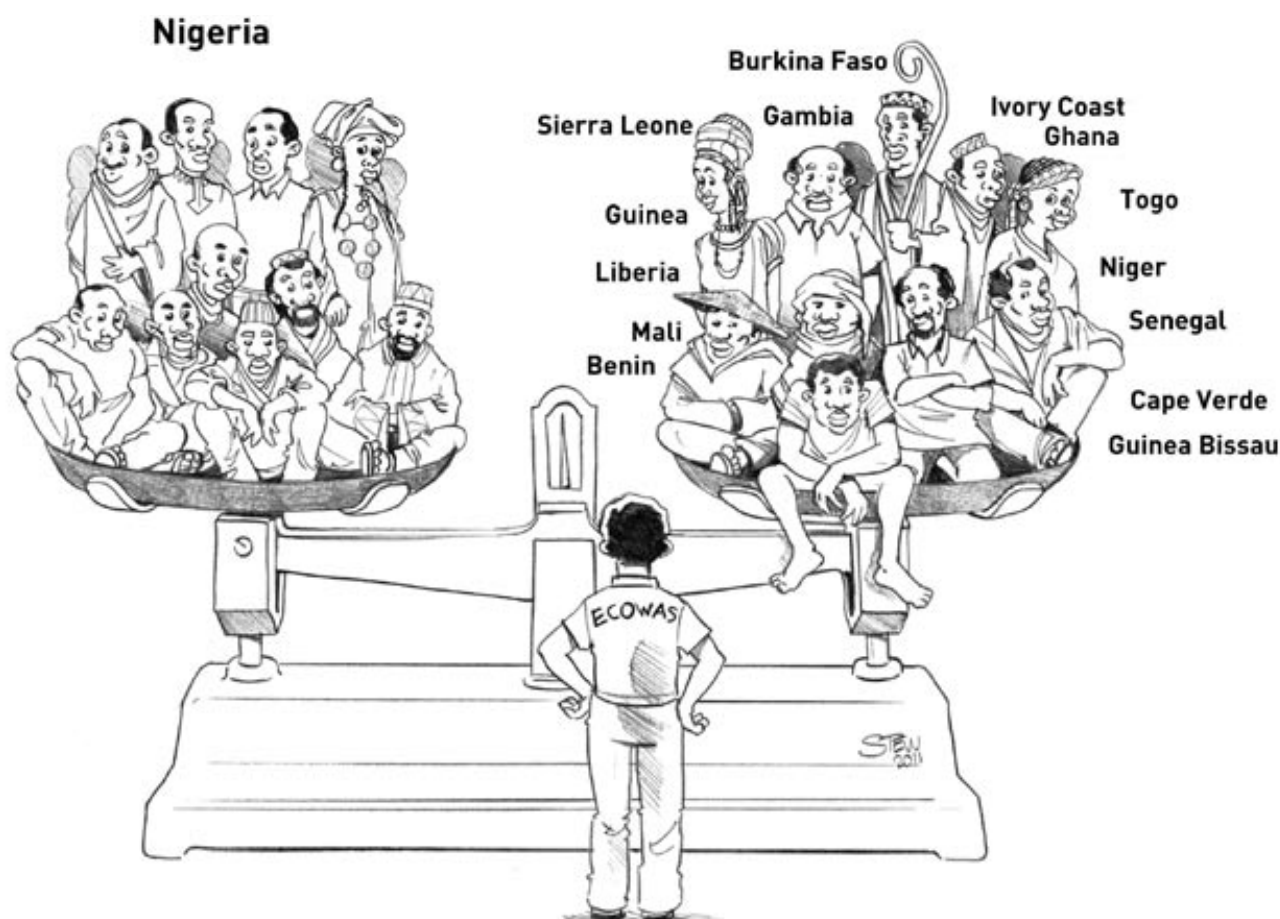 Nigeria
Burkina Faso
Sierra Leone
Gambia
Ivory Coast
Ghana
Guinea
Togo
Liberia
Niger
Mali
Senegal
Benin
Cape Verde
Guinea Bissau
ECOWAS
STEW
2011